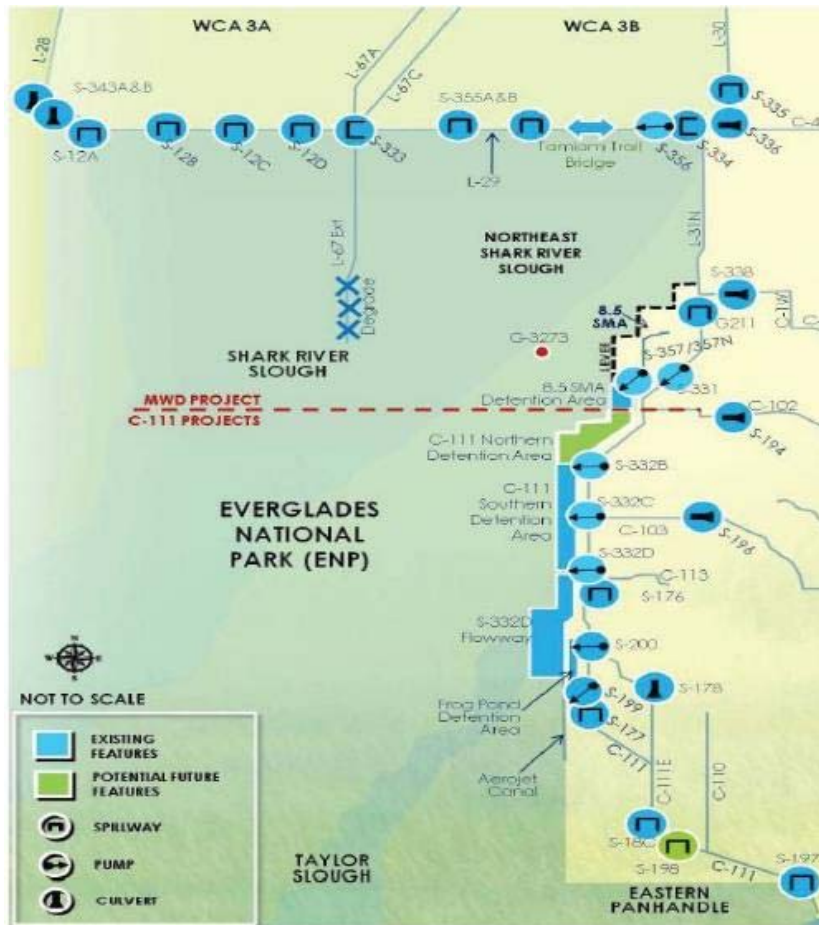 WCA 3A
WCA 3B
L-28
L-67A
L-67C
L-30
S-343A&B
S-355A&B
S-335
S-12A
S-12B
S-12C
S-12D
S-333
Tamiami Trail
Bridge
S-356
S-334
S-336
C-4
L-29
L-67 Ext
L-31N
NORTHEAST
SHARK RIVER
SLOUGH
S-338
8.5
SMA
G211
C-1W
Degrade
G-3273
LEVEE
S-357/357N
SHARK RIVER
SLOUGH
8.5 SMA
Detention Area
S-331
MWD PROJECT
C-111 PROJECTS
C-102
S-194
C-111 Northern
Detention Area
S-332B
C-111
Southern
Detention
Area
S-332C
C-103
S-196
EVERGLADES
NATIONAL
PARK (ENP)
S-332D
C-113
S-176
S-332D
Flowway
S-200
NOT TO SCALE
S-178
Frog Pond
Detention
Area
S-199
S-177
C-111
Aerojet
Canal
C-111E
C-110
EXISTING
FEATURES
POTENTIAL FUTURE
FEATURES
SPILLWAY
PUMP
CULVERT
S-18C
S-198
C-111
S-197
TAYLOR
SLOUGH
EASTERN
PANHANDLE